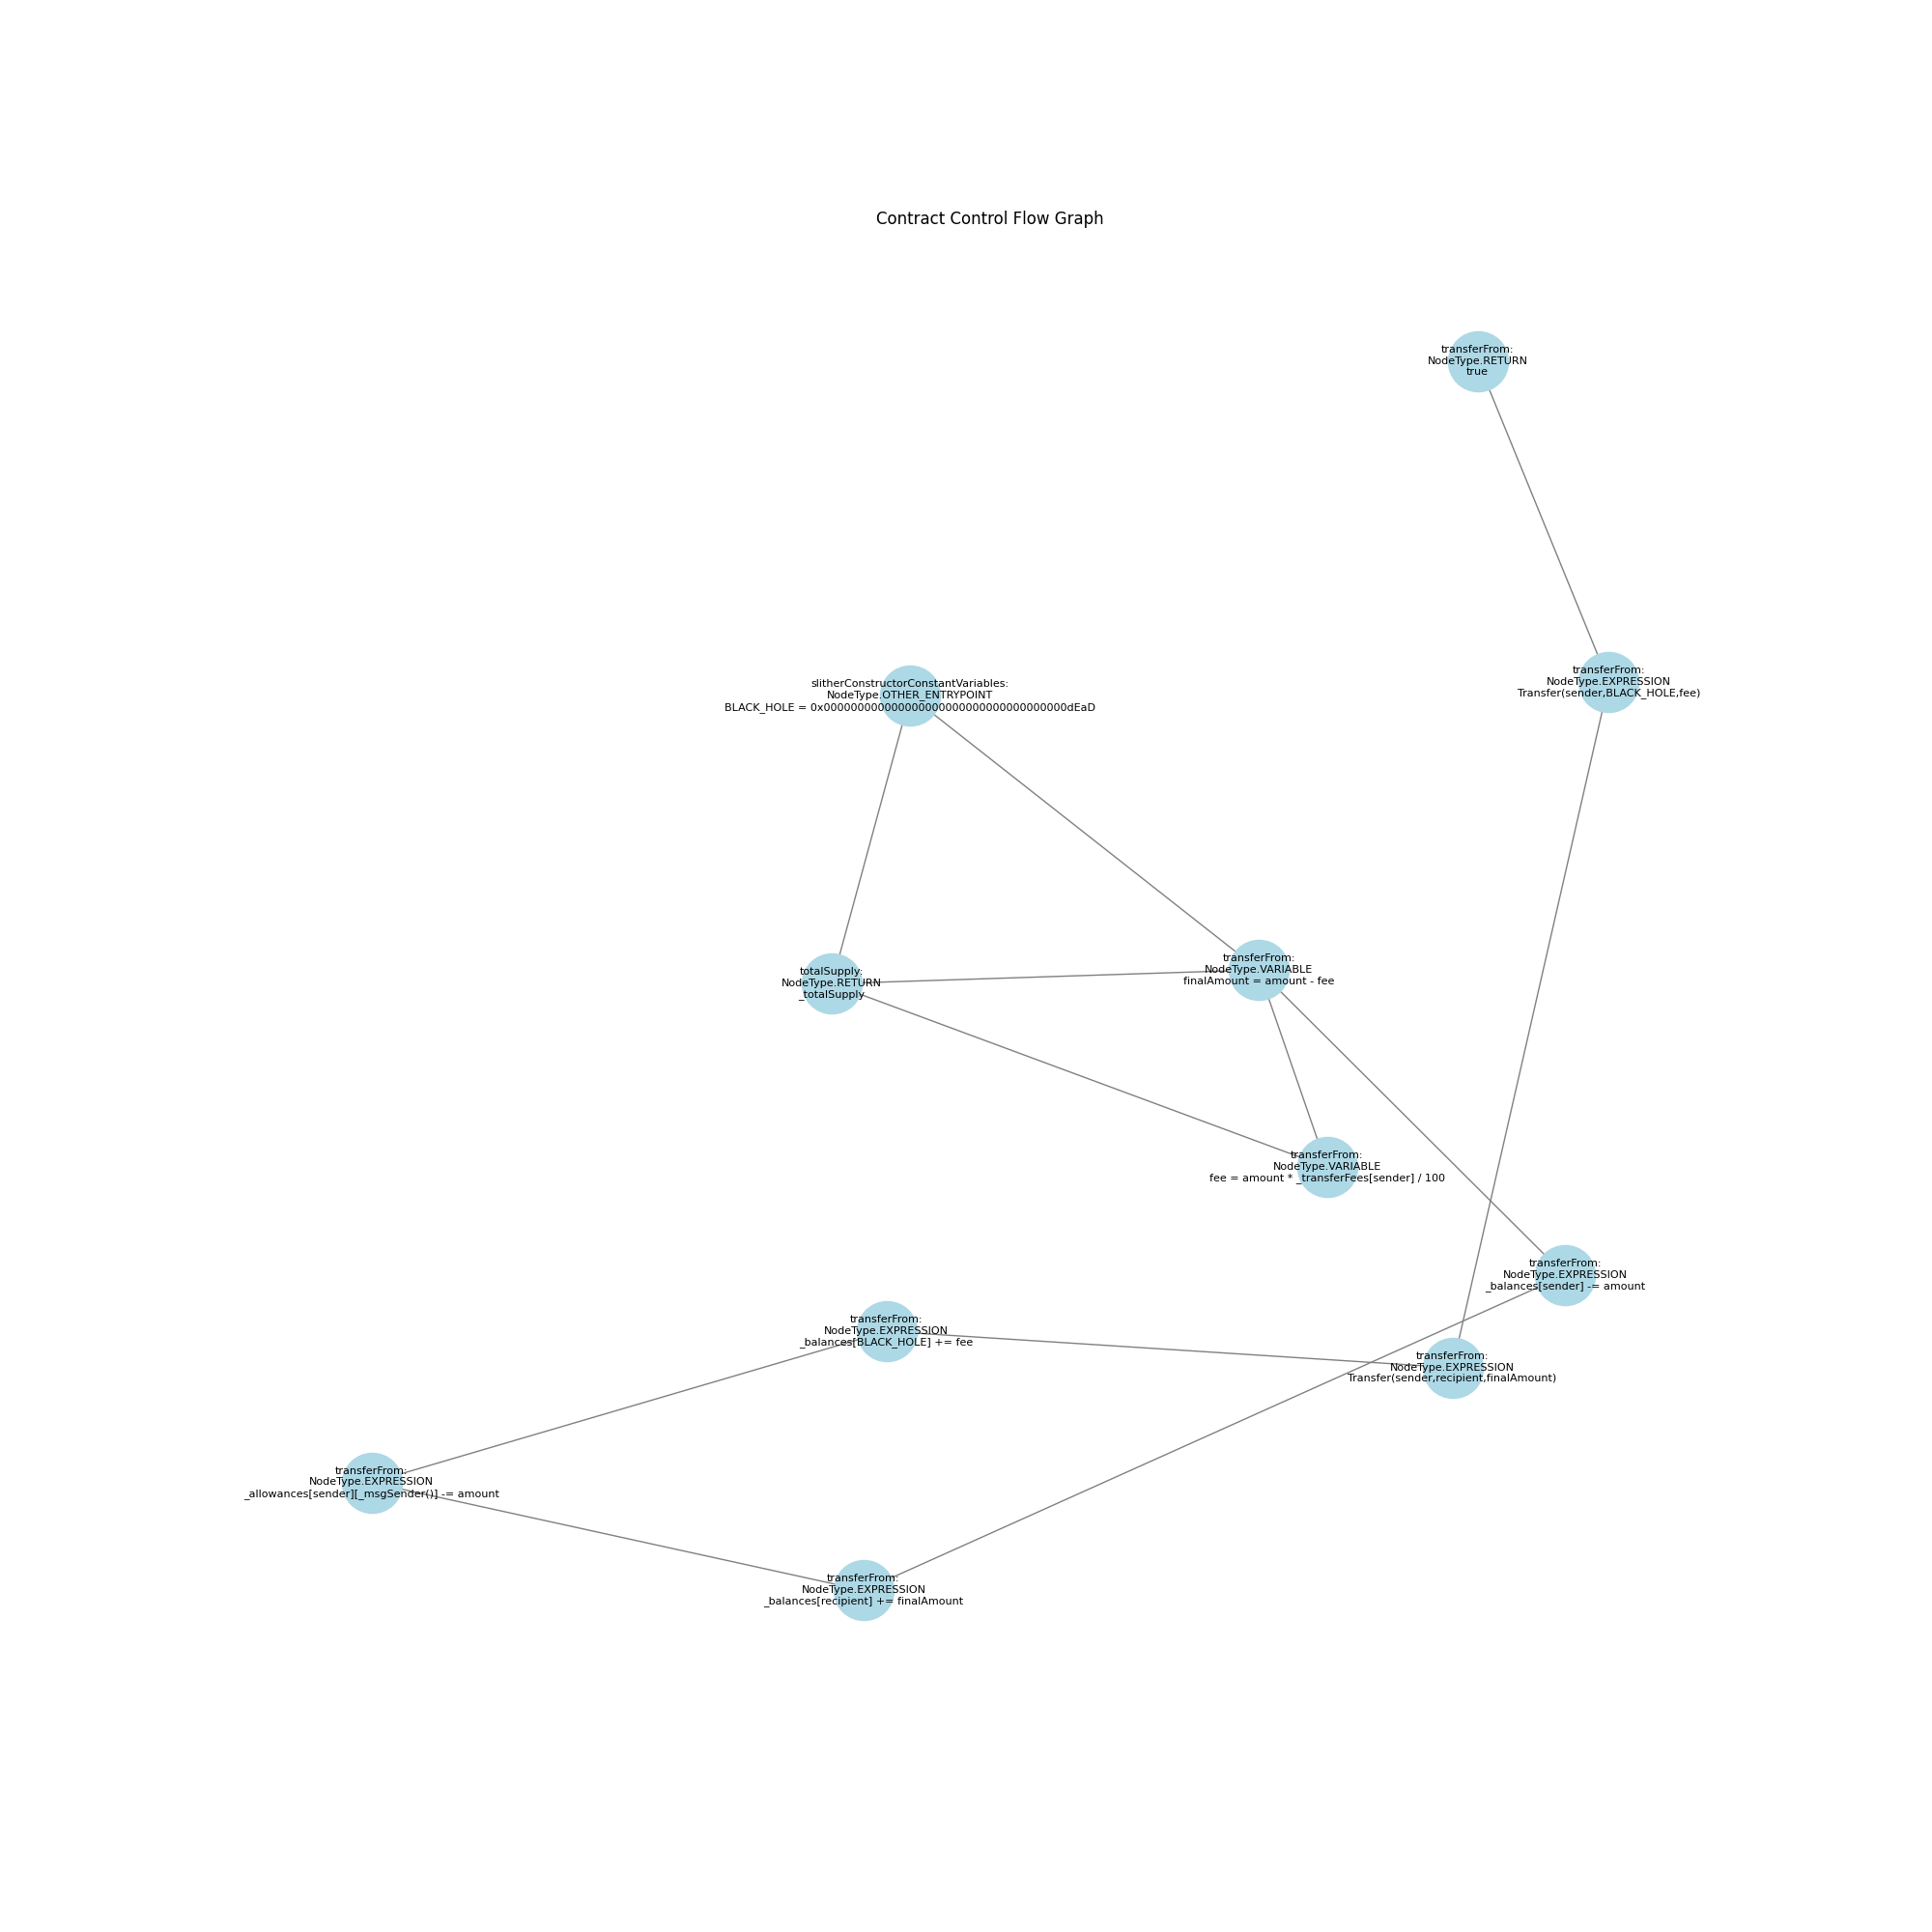 Contract Control Flow Graph
transferFrom:
NodeType.RETURN
true
transferFrom:
NodeType.EXPRESSION
Transfer(sender,BLACK_HOLE,fee)
slitherConstructorConstantVariables:
NodeType.OTHER_ENTRYPOINT
BLACK_HOLE = 0x000000000000000000000000000000000000dEaD
transferFrom:
NodeType.VARIABLE
finalAmount = amount - fee
totalSupply:
NodeType.RETURN
_totalSupply
transferFrom:
NodeType.VARIABLE
fee = amount * _transferFees[sender] / 100
transferFrom:
NodeType.EXPRESSION
_balances[sender] -= amount
transferFrom:
NodeType.EXPRESSION
_balances[BLACK_HOLE] += fee
transferFrom:
NodeType.EXPRESSION
Transfer(sender,recipient,finalAmount)
transferFrom:
NodeType.EXPRESSION
_allowances[sender][_msgSender()] -= amount
transferFrom:
NodeType.EXPRESSION
_balances[recipient] += finalAmount